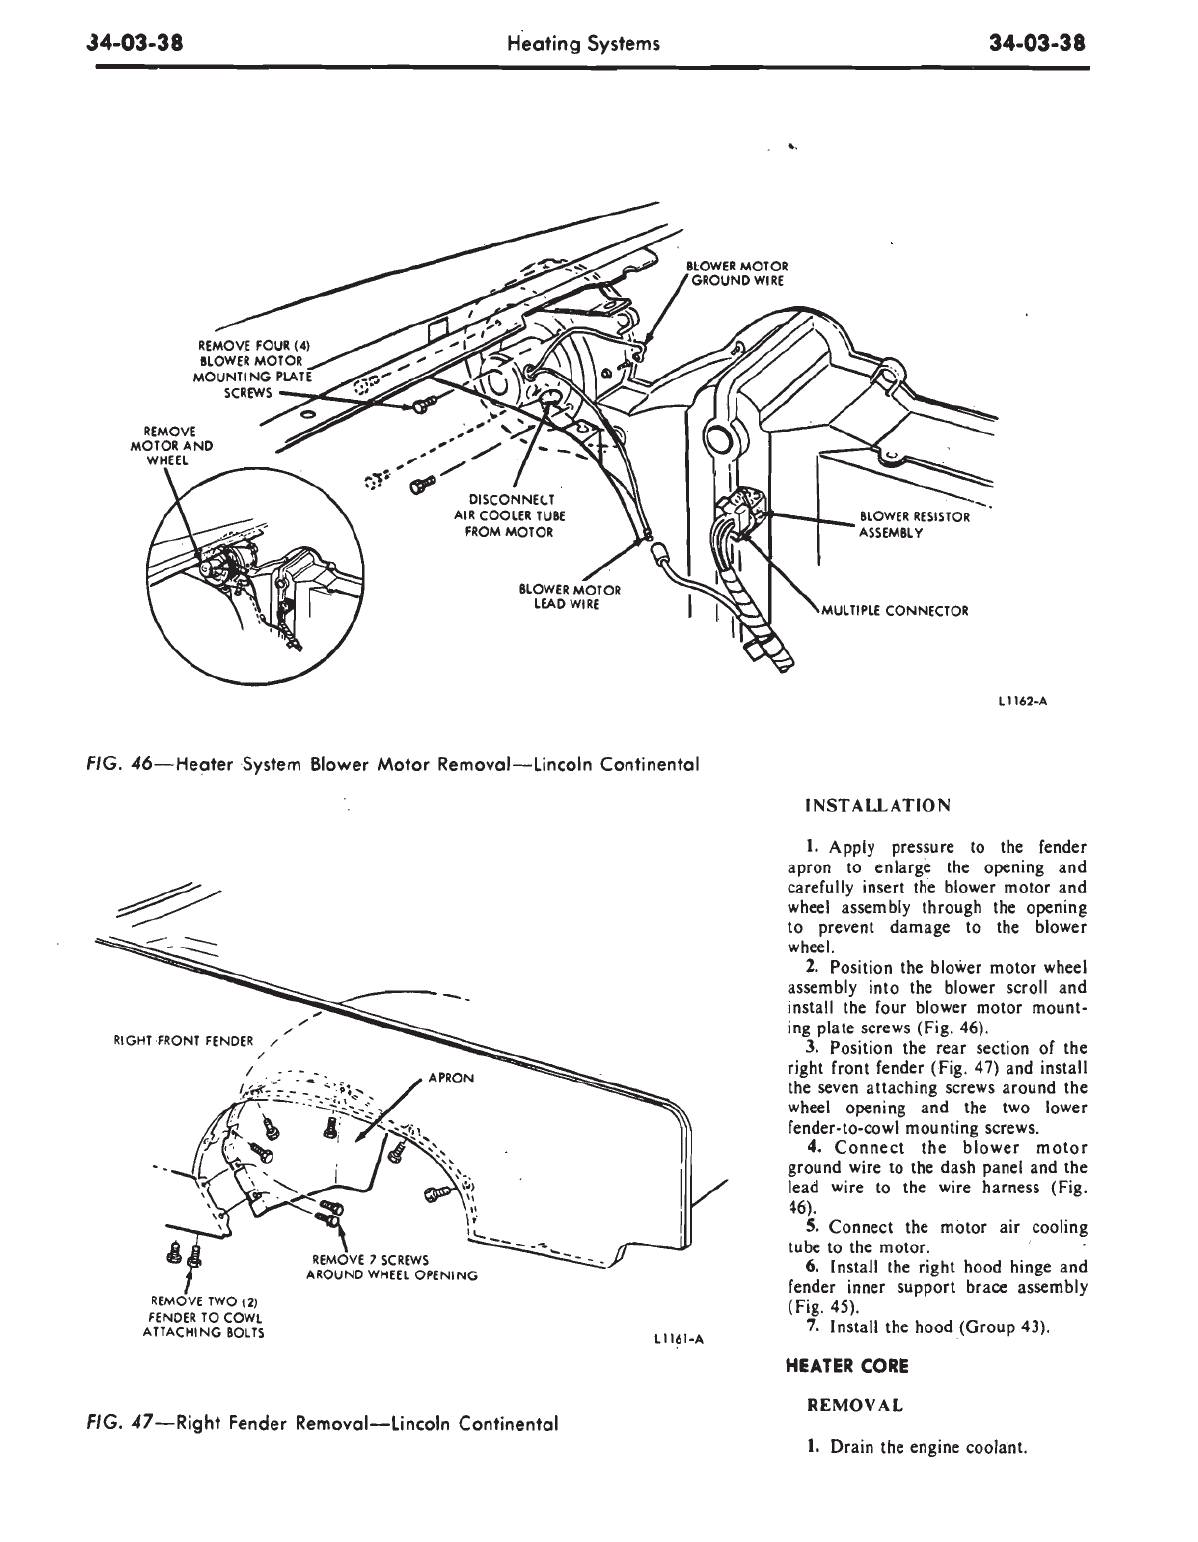 34-03-38 Heating Systems 34-03-38
BLOWER MOTOR
GROUND WIRE
REMOVE FOUR (4)
BLOWER MOTOR
MOUNTING PLATE
SCREWS
REMOVE
MOTOR AND
WHEEL
DISCONNECT
AIR COOLER TUBE
FROM MOTOR
BLOWER RESISTOR
ASSEMBLY
BLOWER MOTOR
LEAD WIRE
MULTIPLE CONNECTOR
L1162-A
FIG. 46—Heater System Blower Motor Removal—Lincoln Continental
RIGHT FRONT FENDER
APRON
REMOVE 7 SCREWS
AROUND WHEEL OPENING
REMOVE TWO (2)
FENDER TO COWL
ATTACHING BOLTS
L1161-A
FIG. 47—Right Fender Removal—Lincoln Continental
INSTALLATION
1. Apply pressure to the fender
apron to enlarge the opening and
carefully insert the blower motor and
wheel assembly through the opening
to prevent damage to the blower
wheel.
2. Position the blower motor wheel
assembly into the blower scroll and
install the four blower motor mount-
ing plate screws (Fig. 46).
3. Position the rear section of the
right front fender (Fig. 47) and install
the seven attaching screws around the
wheel opening and the two lower
fender-to-cowl mounting screws.
4. Connect the blower motor
ground wire to the dash panel and the
lead wire to the wire harness (Fig.
46).
5. Connect the motor air cooling
tube to the motor.
6. Install the right hood hinge and
fender inner support brace assembly
(Fig. 45).
7. Install the hood (Group 43).
HEATER CORE
REMOVAL
1. Drain the engine coolant.